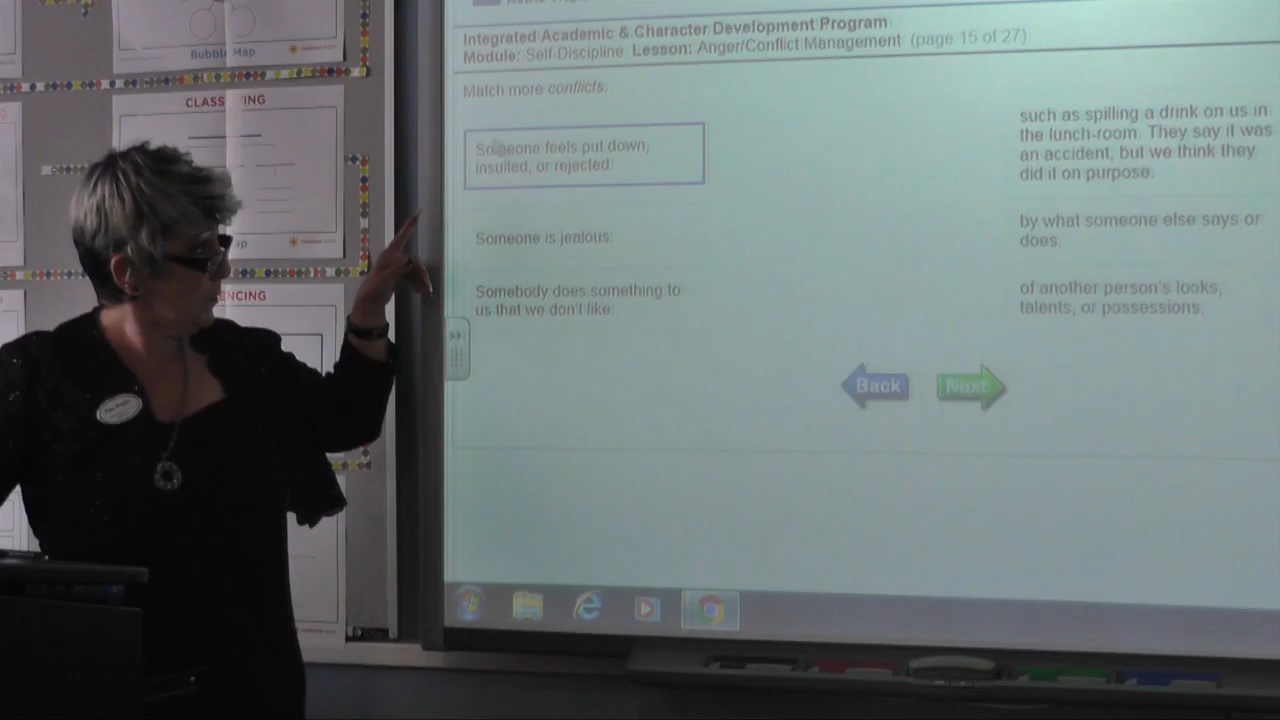 Bubble Map
Integrated Academic & Character Development Program
Module: Self-Discipline Lesson: Anger/Conflict Management (page 15 of 27)
Match more conflicts.
Someone feels put down,
insulted, or rejected:
Someone is jealous:
Somebody does something to
us that we don't like:
such as spilling a drink on us in
the lunch-room. They say it was
an accident, but we think they
did it on purpose.
by what someone else says or
does.
of another person's looks,
talents, or possessions.
Back
Next